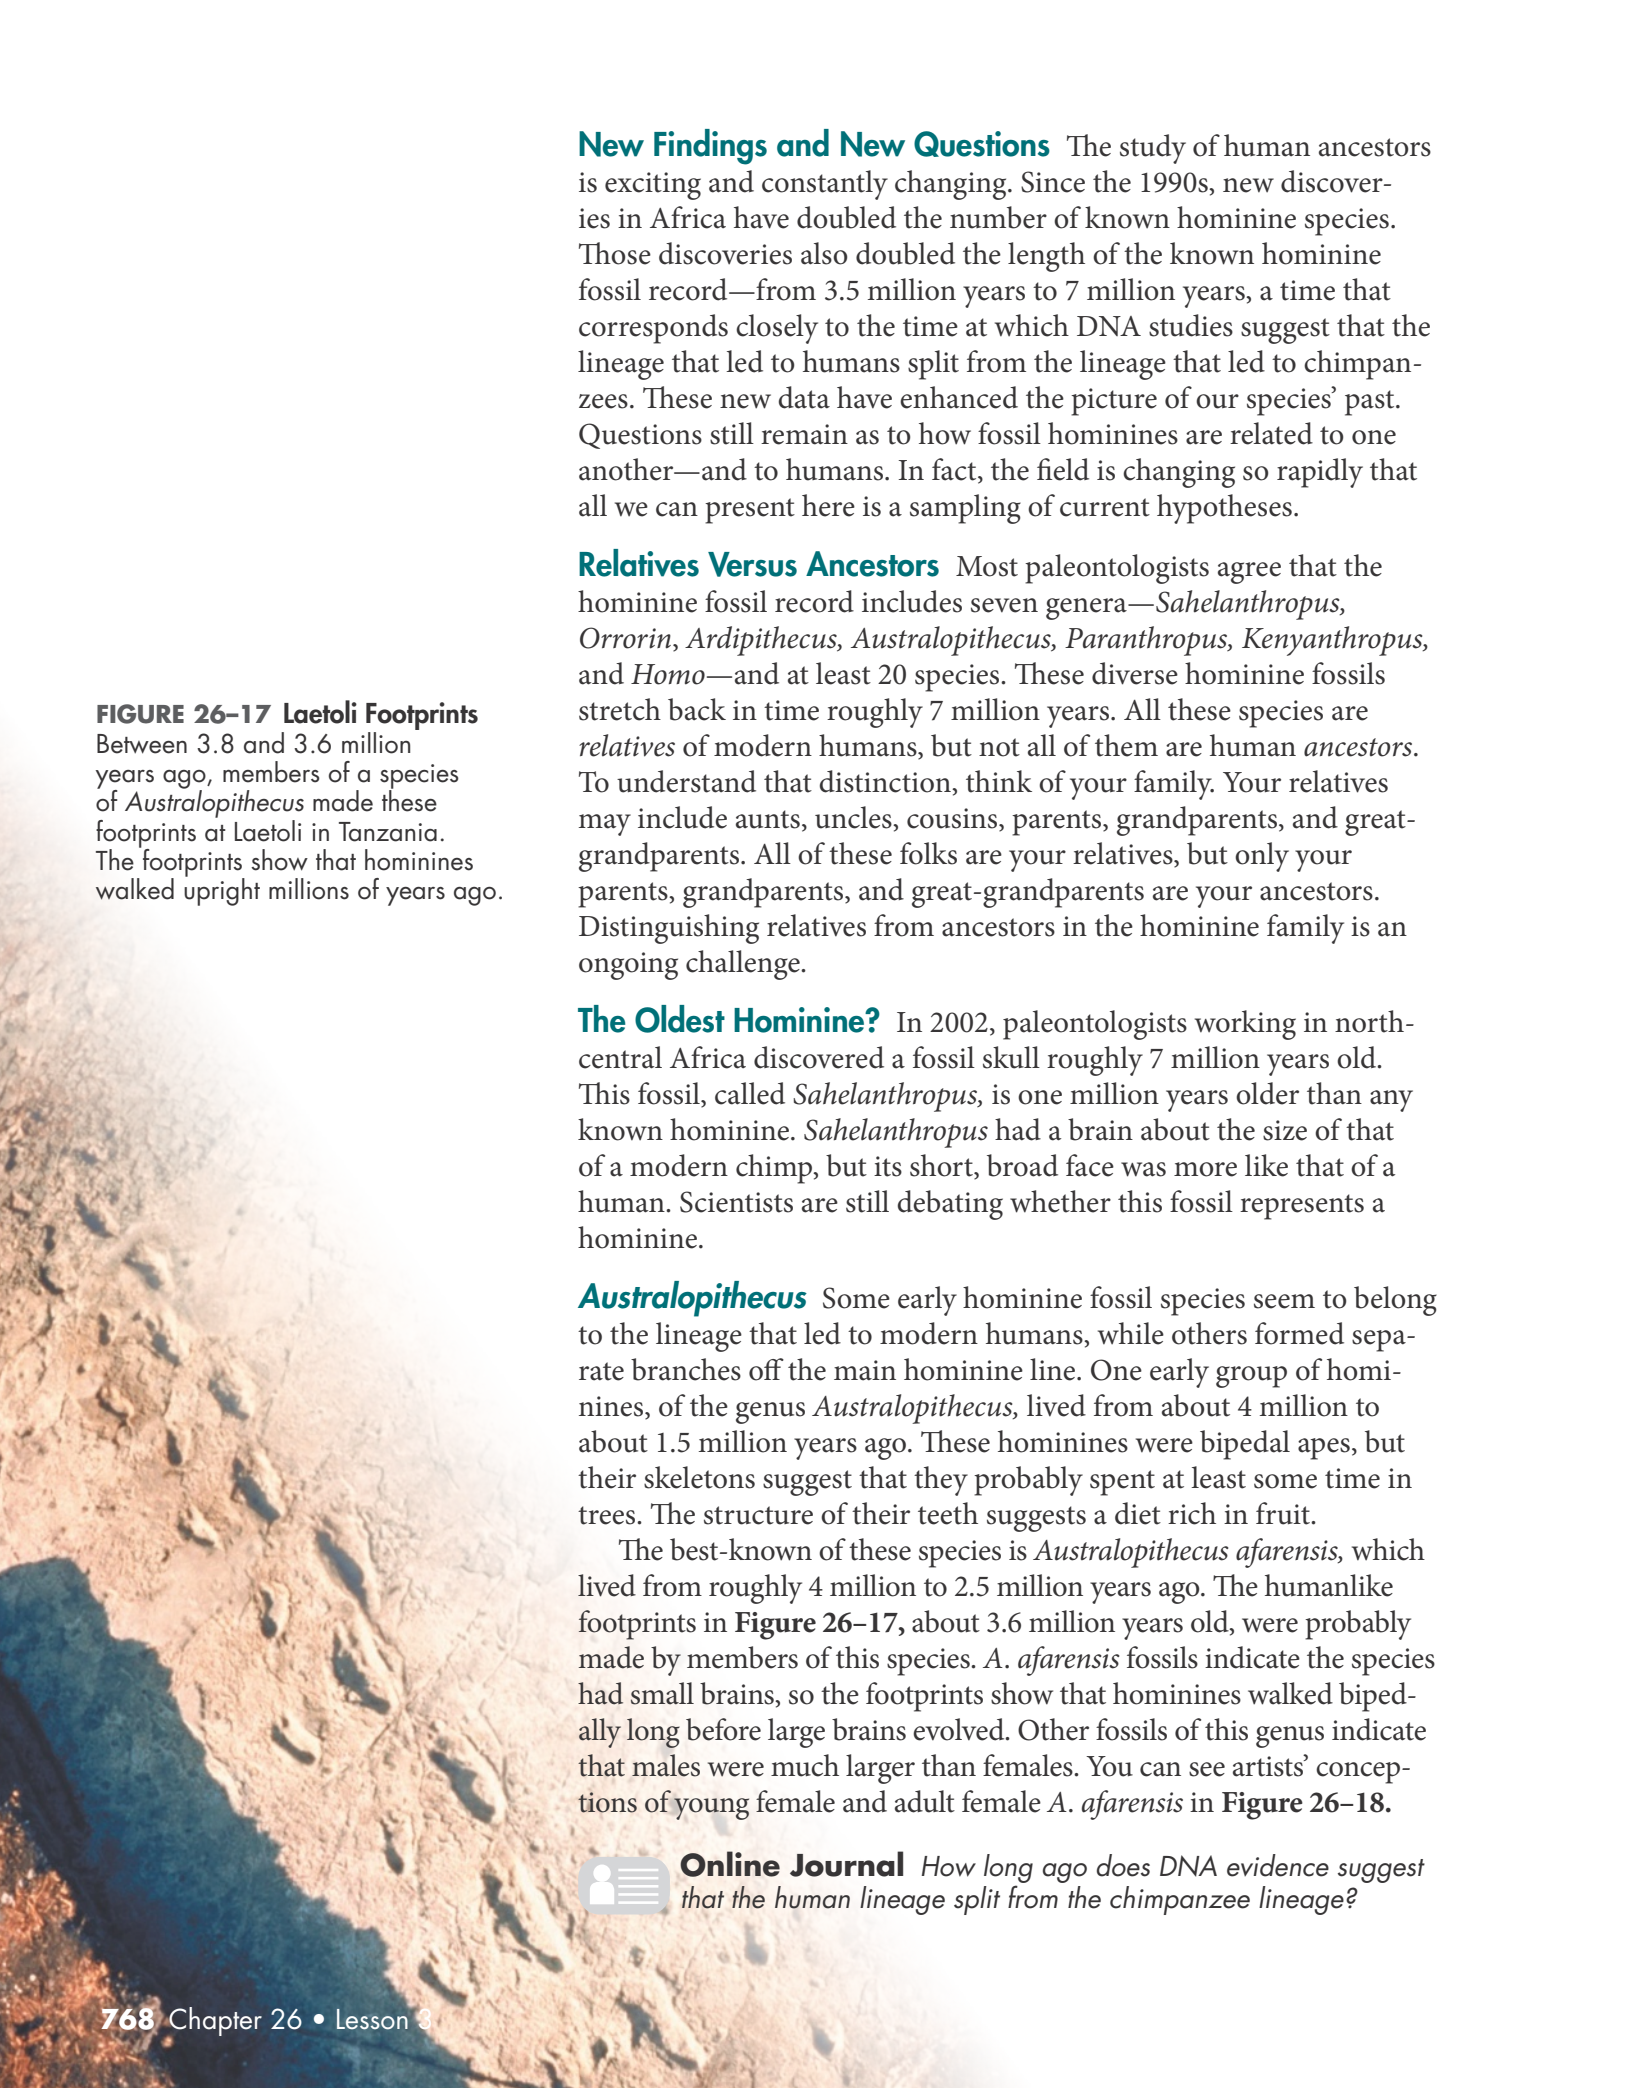 New Findings and New Questions The study of human ancestors
is exciting and constantly changing. Since the 1990s, new discover-
ies in Africa have doubled the number of known hominine species.
Those discoveries also doubled the length of the known hominine
fossil record—from 3.5 million years to 7 million years, a time that
corresponds closely to the time at which DNA studies suggest that the
lineage that led to humans split from the lineage that led to chimpan-
zees. These new data have enhanced the picture of our species’ past.
Questions still remain as to how fossil hominines are related to one
another—and to humans. In fact, the field is changing so rapidly that
all we can present here is a sampling of current hypotheses.
Relatives Versus Ancestors Most paleontologists agree that the
hominine fossil record includes seven genera—Sahelanthropus,
Orrorin, Ardipithecus, Australopithecus, Paranthropus, Kenyanthropus,
and Homo—and at least 20 species. These diverse hominine fossils
stretch back in time roughly 7 million years. All these species are
relatives of modern humans, but not all of them are human ancestors.
To understand that distinction, think of your family. Your relatives
may include aunts, uncles, cousins, parents, grandparents, and great-
grandparents. All of these folks are your relatives, but only your
parents, grandparents, and great-grandparents are your ancestors.
Distinguishing relatives from ancestors in the hominine family is an
ongoing challenge.
FIGURE 26–17 Laetoli Footprints
Between 3.8 and 3.6 million
years ago, members of a species
of Australopithecus made these
footprints at Laetoli in Tanzania.
The footprints show that hominines
walked upright millions of years ago.
The Oldest Hominine? In 2002, paleontologists working in north-
central Africa discovered a fossil skull roughly 7 million years old.
This fossil, called Sahelanthropus, is one million years older than any
known hominine. Sahelanthropus had a brain about the size of that
of a modern chimp, but its short, broad face was more like that of a
human. Scientists are still debating whether this fossil represents a
hominine.
Australopithecus Some early hominine fossil species seem to belong
to the lineage that led to modern humans, while others formed sepa-
rate branches off the main hominine line. One early group of homi-
nines, of the genus Australopithecus, lived from about 4 million to
about 1.5 million years ago. These hominines were bipedal apes, but
their skeletons suggest that they probably spent at least some time in
trees. The structure of their teeth suggests a diet rich in fruit.
The best-known of these species is Australopithecus afarensis, which
lived from roughly 4 million to 2.5 million years ago. The humanlike
footprints in Figure 26–17, about 3.6 million years old, were probably
made by members of this species. A. afarensis fossils indicate the species
had small brains, so the footprints show that hominines walked biped-
ally long before large brains evolved. Other fossils of this genus indicate
that males were much larger than females. You can see artists’ concep-
tions of young female and adult female A. afarensis in Figure 26–18.
Online Journal How long ago does DNA evidence suggest
that the human lineage split from the chimpanzee lineage?
768 Chapter 26 • Lesson 3